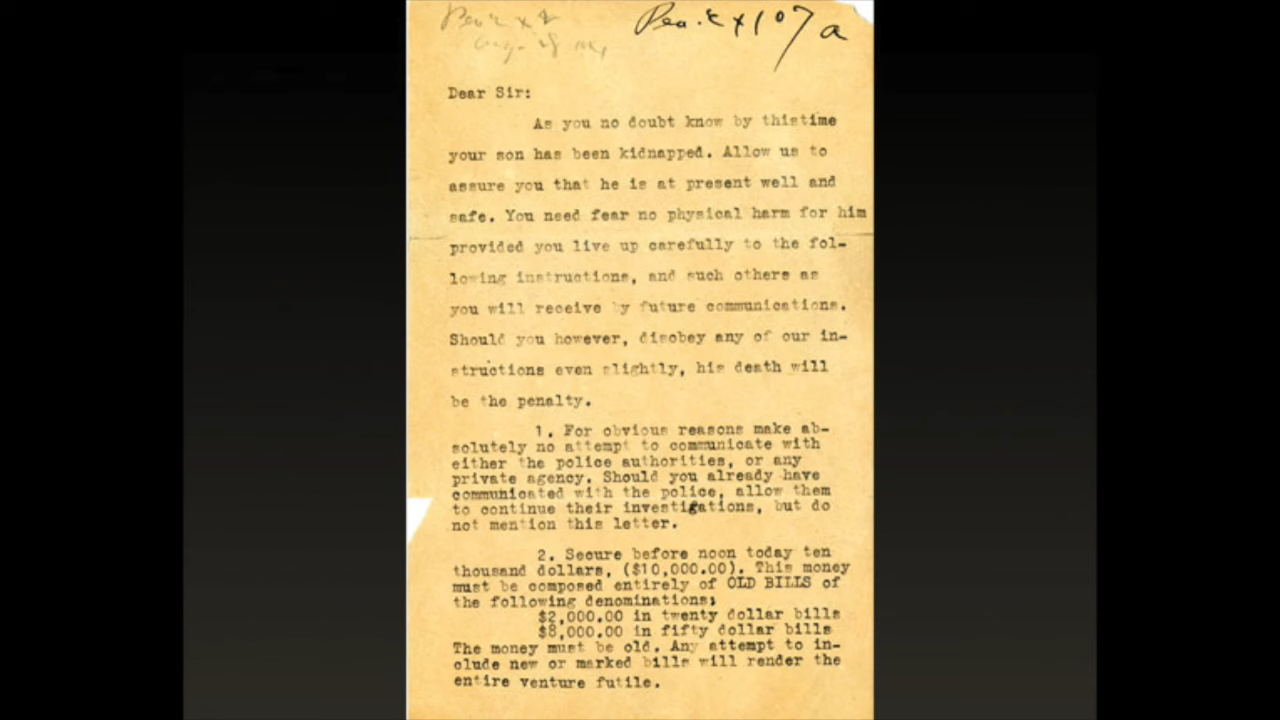 Peo. Ex 107 a
Dear Sir:
As you no doubt know by thistime
your son has been kidnapped. Allow us to
assure you that he is at present well and
safe. You need fear no physical harm for him
provided you live up carefully to the fol-
lowing instructions, and such others as
you will receive by future communications.
Should you however, disobey any of our in-
structions even slightly, his death will
be the penalty.
1. For obvious reasons make ab-
solutely no attempt to communicate with
either the police authorities, or any
private agency. Should you already have
communicated with the police, allow them
to continue their investigations, but do
not mention this letter.
2. Secure before noon today ten
thousand dollars, ($10,000.00). This money
must be composed entirely of OLD BILLS of
the following denominations;
$2,000.00 in twenty dollar bills
$8,000.00 in fifty dollar bills
The money must be old. Any attempt to in-
clude new or marked bills will render the
entire venture futile.